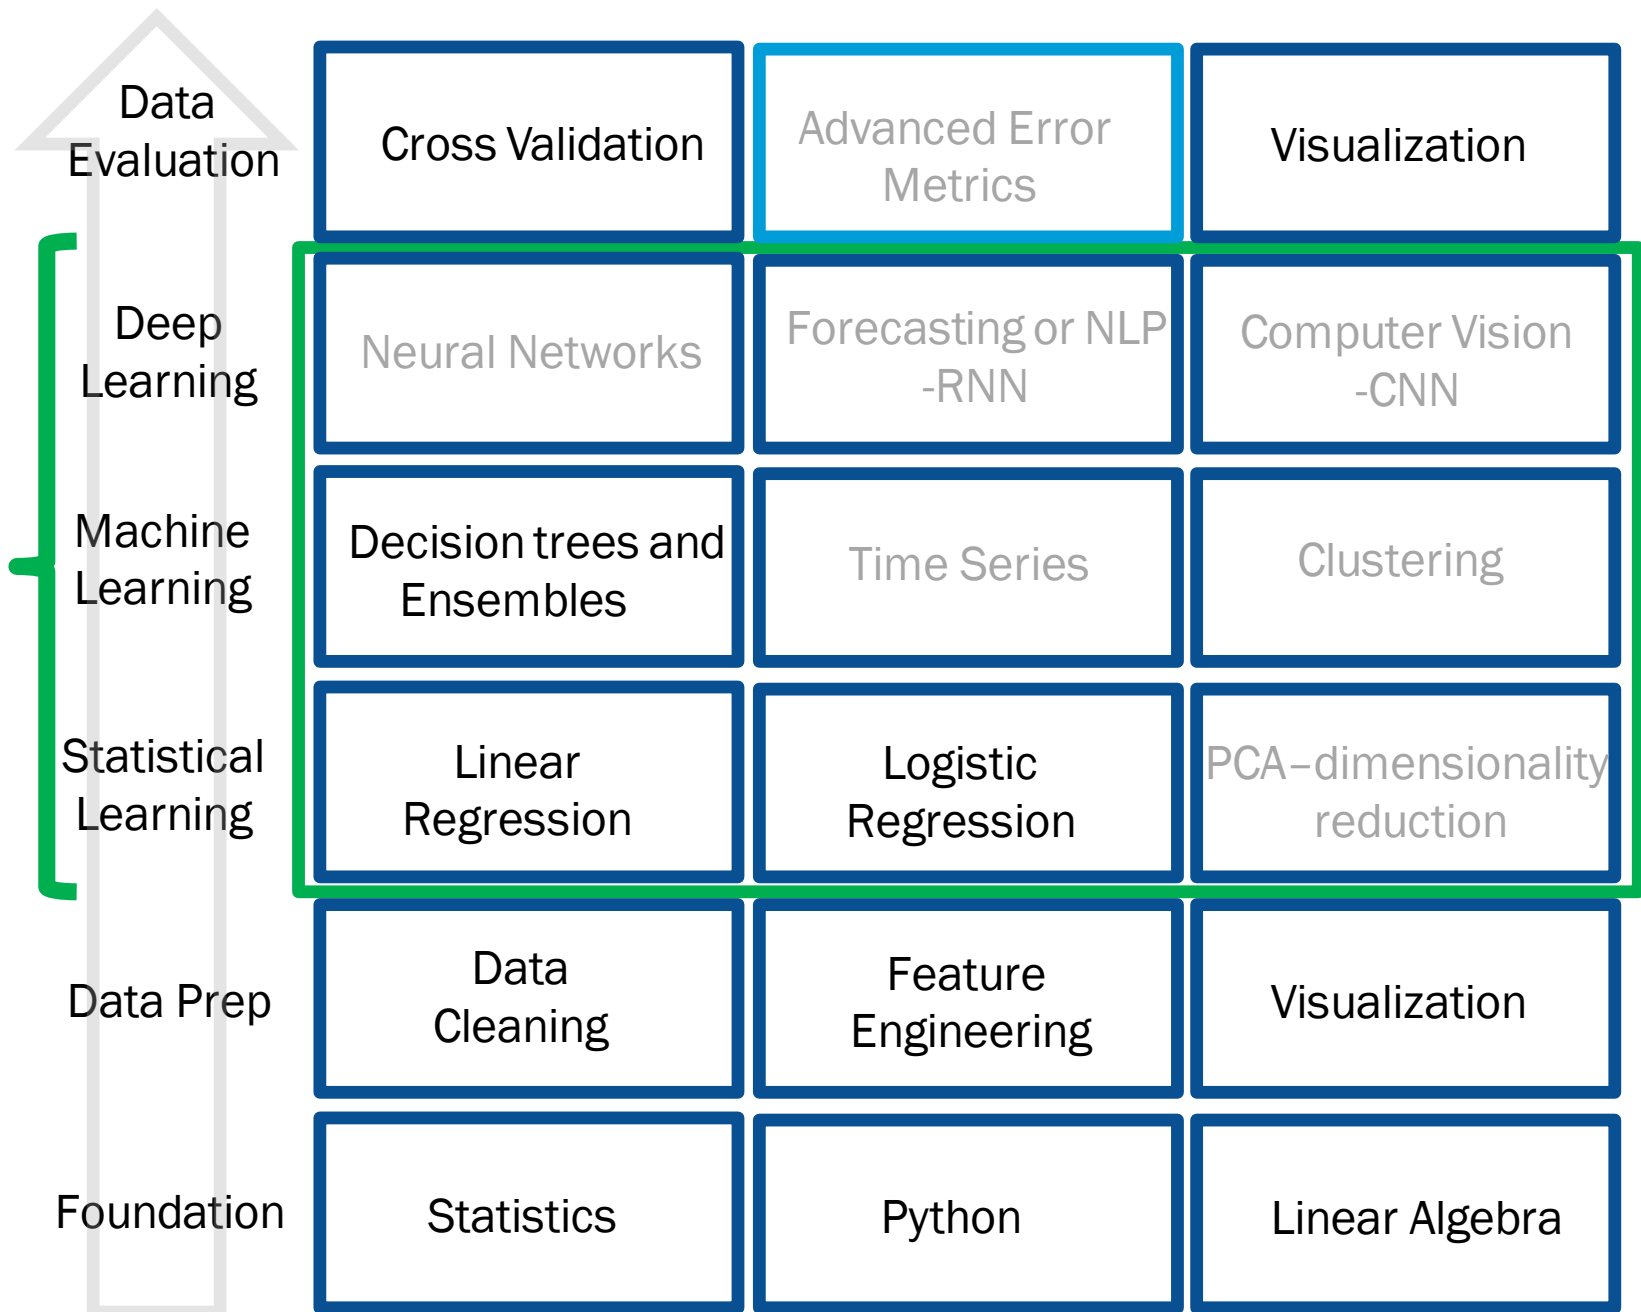 Data
Evaluation
Cross Validation
Advanced Error
Metrics
Visualization
Deep
Learning
Neural Networks
Forecasting or NLP
-RNN
Computer Vision
-CNN
Machine
Learning
Decision trees and
Ensembles
Time Series
Clustering
Statistical
Learning
Linear
Regression
Logistic
Regression
PCA–dimensionality
reduction
Data Prep
Data
Cleaning
Feature
Engineering
Visualization
Foundation
Statistics
Python
Linear Algebra